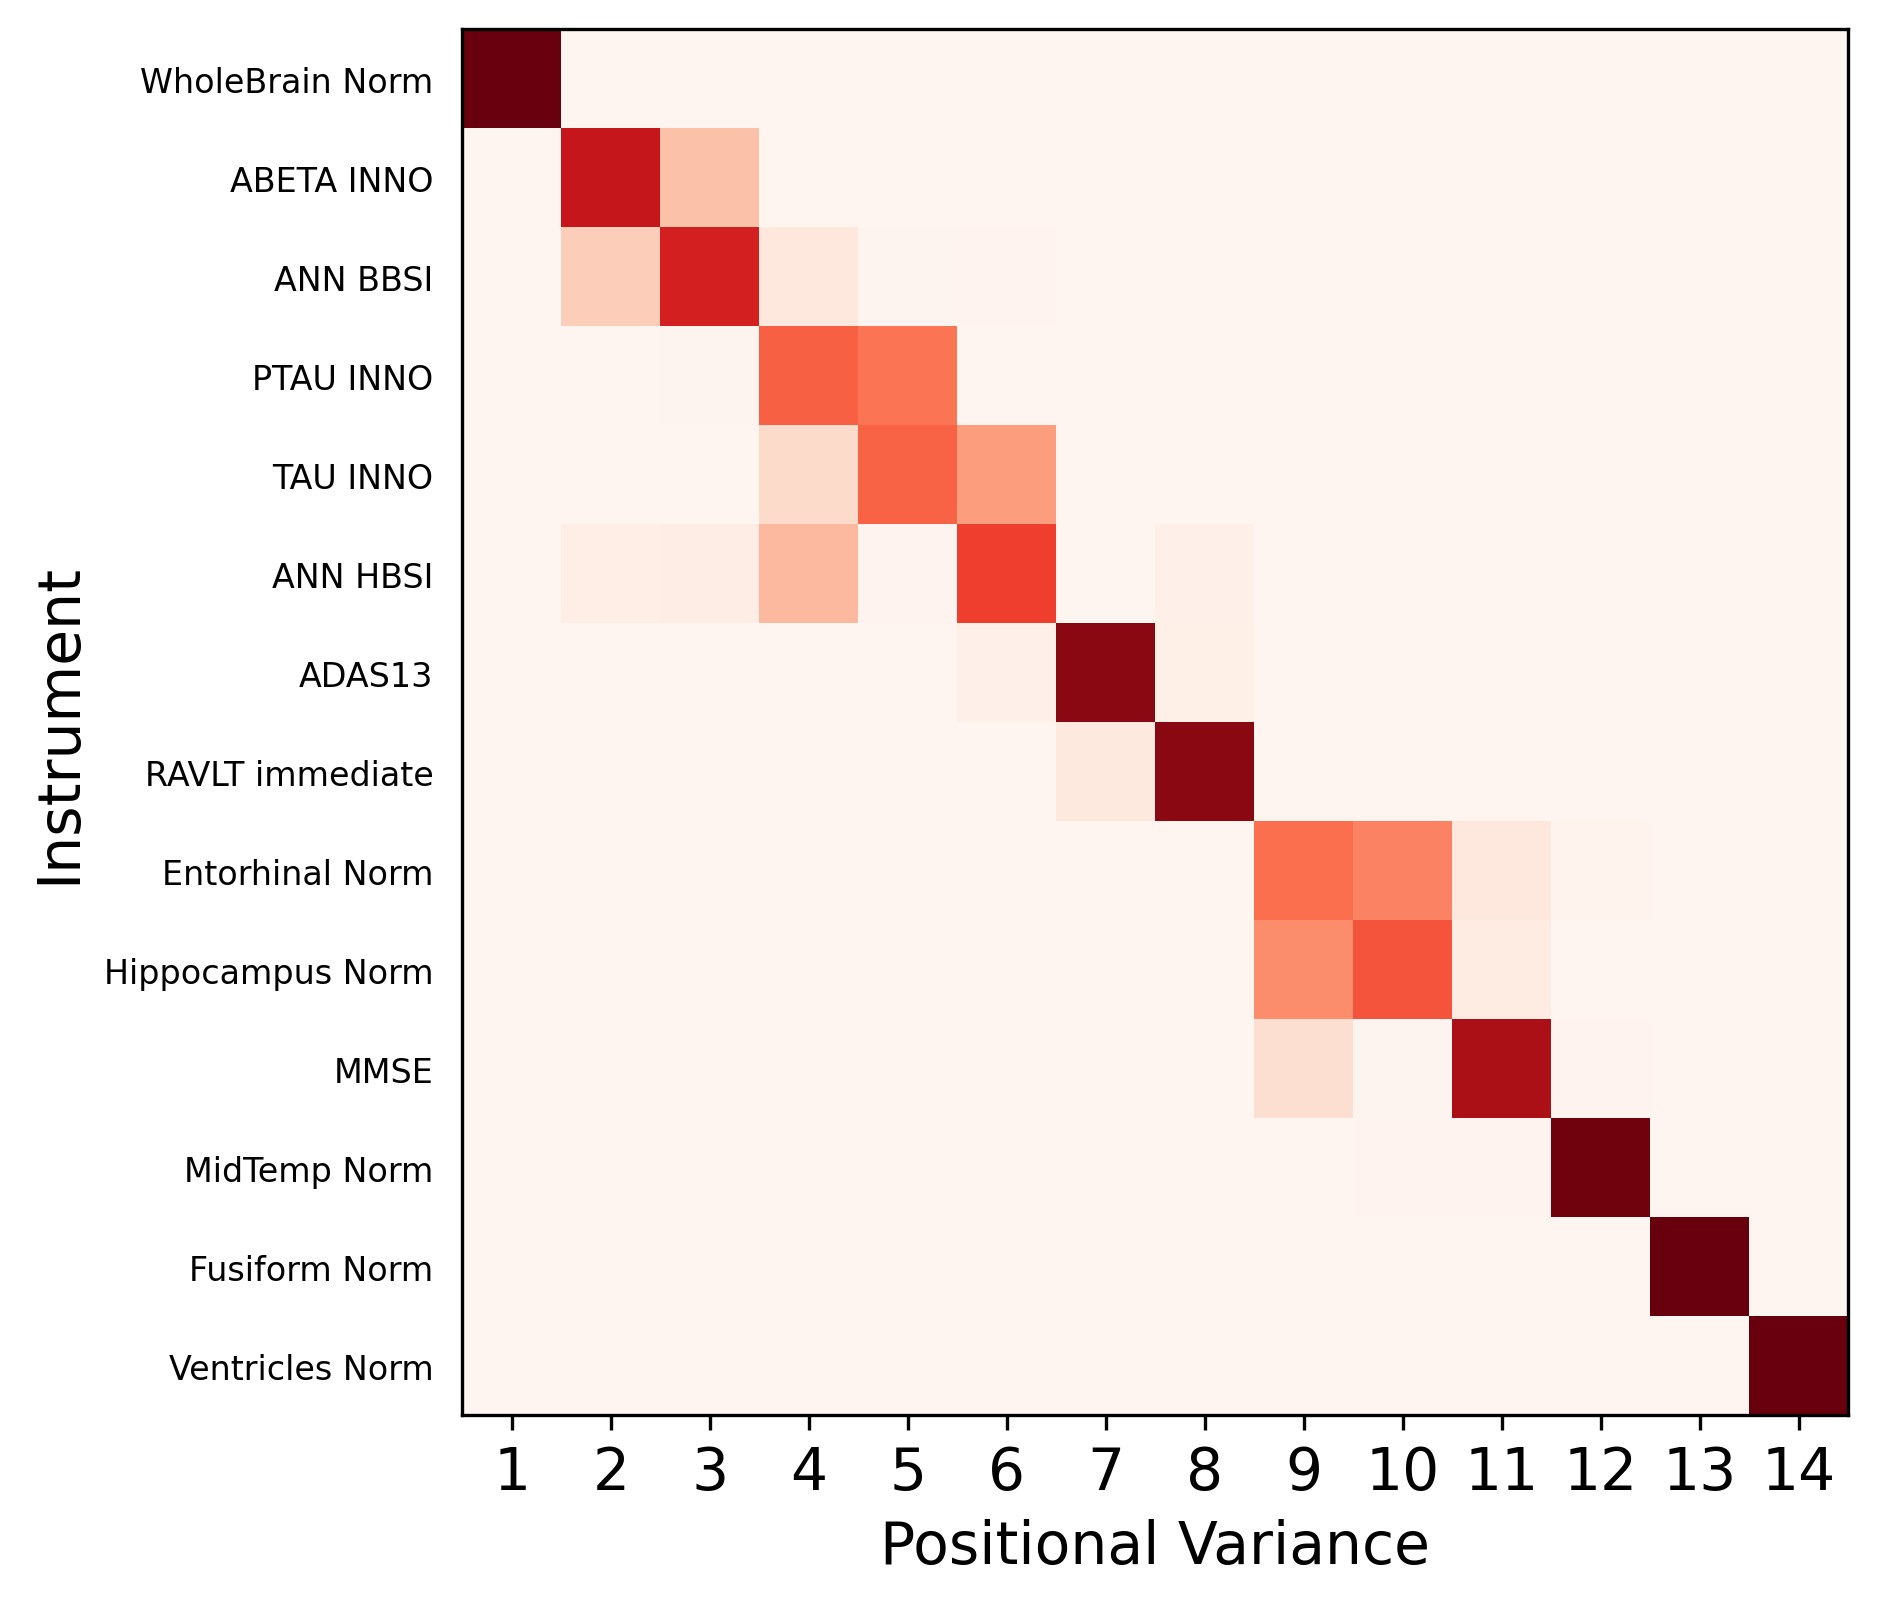 WholeBrain Norm
ABETA INNO
ANN BBSI
PTAU INNO
TAU INNO
ANN HBSI
ADAS13
RAVLT immediate
Entorhinal Norm
Hippocampus Norm
MMSE
MidTemp Norm
Fusiform Norm
Ventricles Norm
Instrument
1 2 3 4 5 6 7 8 9 10 11 12 13 14
Positional Variance